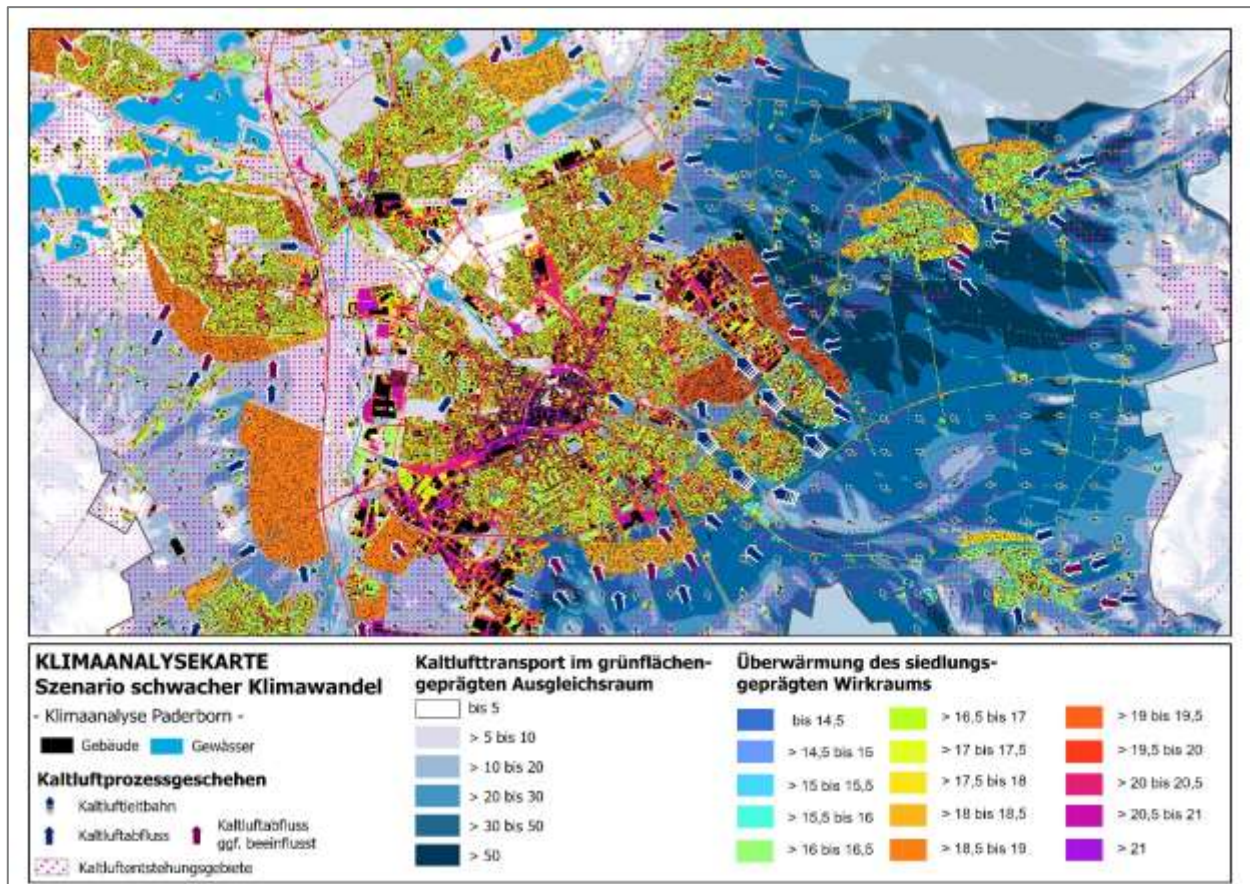 KLIMAANALYSEKARTE
Szenario schwacher Klimawandel
- Klimaanalyse Paderborn -
Gebäude
Gewässer
Kaltluftprozessgeschehen
Kaltluftleitbahn
Kaltluftabfluss
Kaltluftabfluss
ggf. beeinflusst
Kaltluftentstehungsgebiete
Kaltlufttransport im grünflächen-
geprägten Ausgleichsraum
bis 5
> 5 bis 10
> 10 bis 20
> 20 bis 30
> 30 bis 50
> 50
Überwärmung des siedlungs-
geprägten Wirkraums
bis 14,5
> 14,5 bis 15
> 15 bis 15,5
> 15,5 bis 16
> 16 bis 16,5
> 16,5 bis 17
> 17 bis 17,5
> 17,5 bis 18
> 18 bis 18,5
> 18,5 bis 19
> 19 bis 19,5
> 19,5 bis 20
> 20 bis 20,5
> 20,5 bis 21
> 21